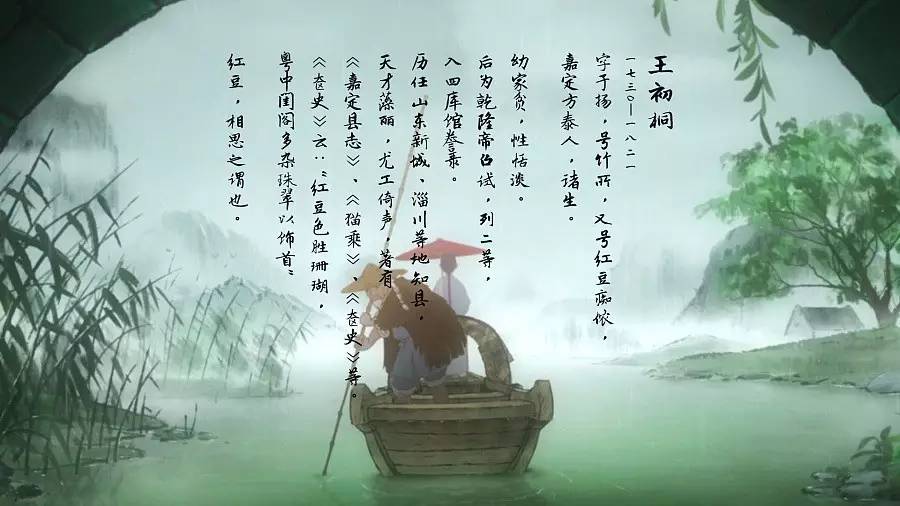 王初桐
一七三〇—一八二一
字于扬，号竹所，又号红豆痴侬，
嘉定方泰人，诸生。
幼家贫，性恬淡。
后为乾隆帝召试，列二等，
入四库馆誊录。
历任山东新城、淄川等地知县，
天才藻丽，尤工倚声，著有
《嘉定县志》、《猫乘》、《奁史》等。
《奁史》云：“红豆色胜珊瑚，
粤中闺阁多杂珠翠以饰首”
红豆，相思之谓也。